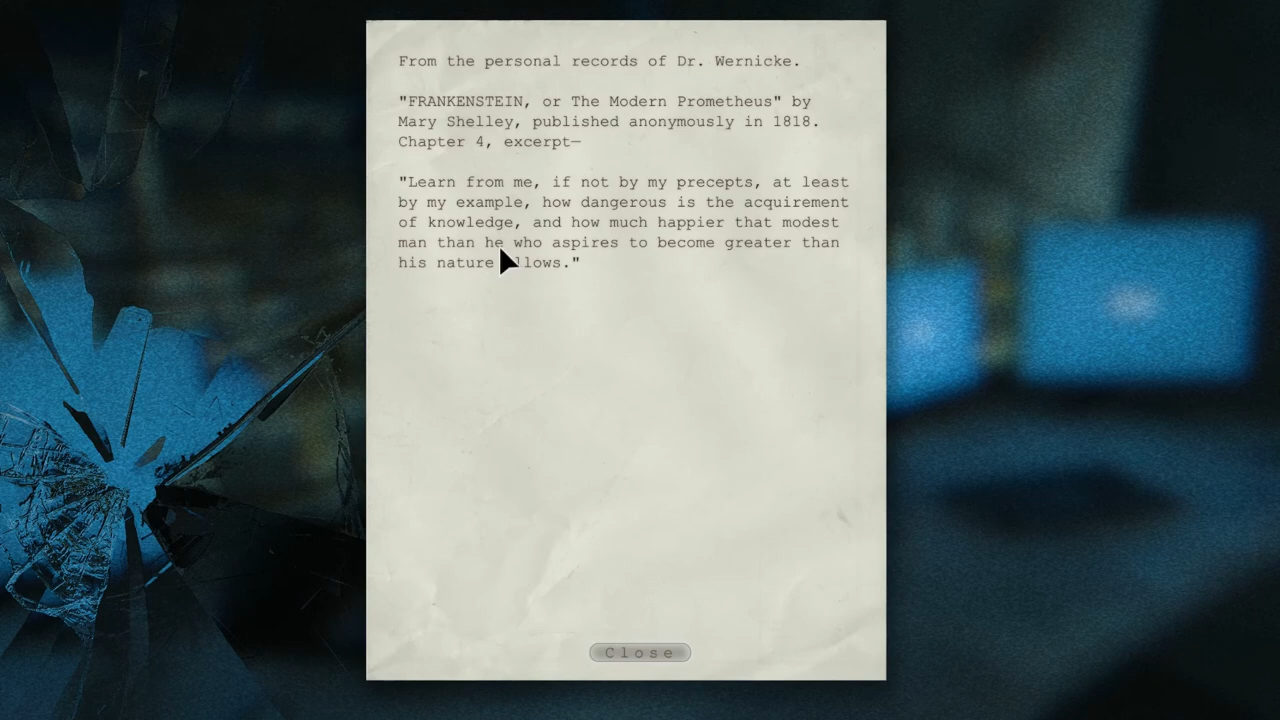 From the personal records of Dr. Wernicke.
"FRANKENSTEIN, or The Modern Prometheus" by
Mary Shelley, published anonymously in 1818.
Chapter 4, excerpt—
"Learn from me, if not by my precepts, at least
by my example, how dangerous is the acquirement
of knowledge, and how much happier that modest
man than he who aspires to become greater than
his nature allows."
Close